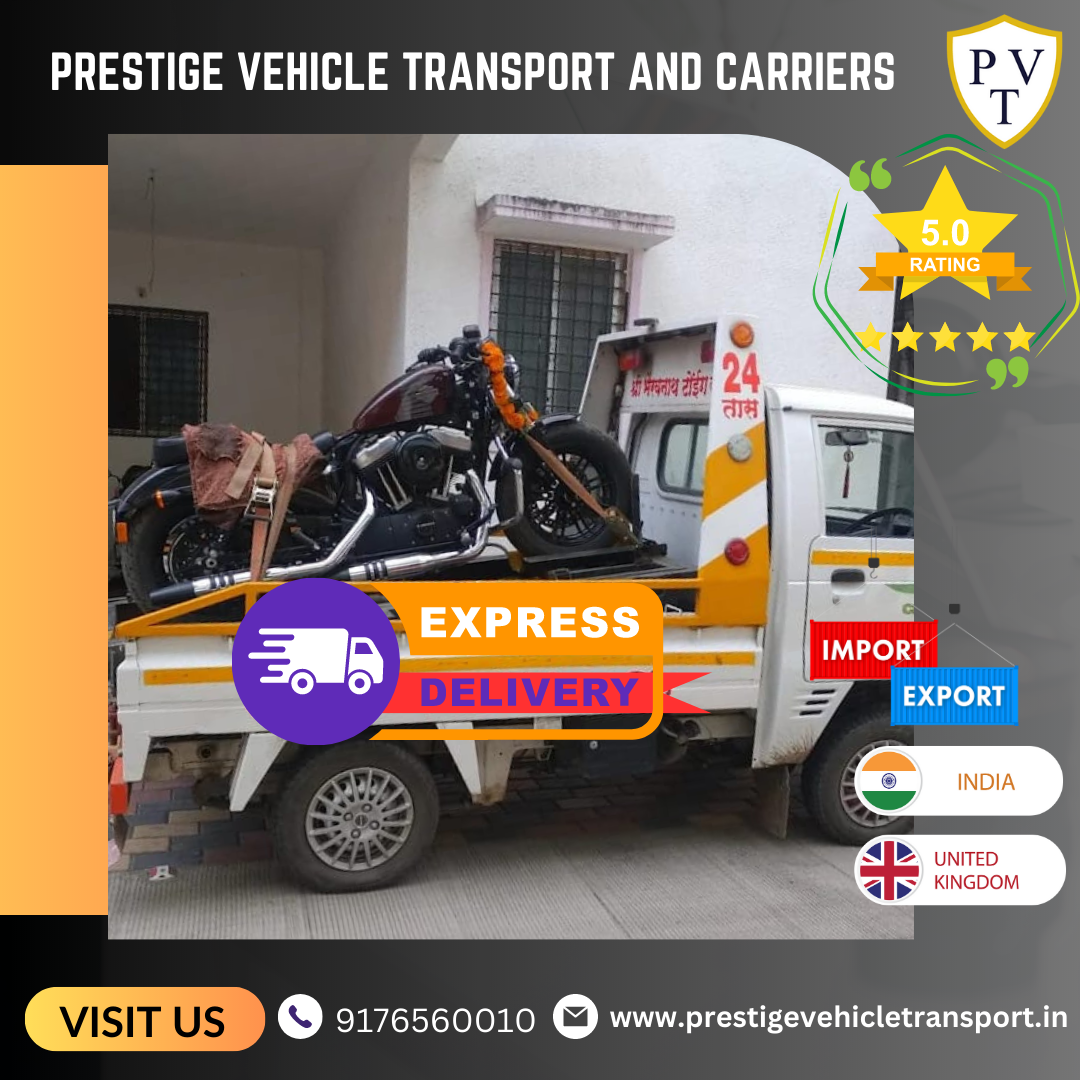 PRESTIGE VEHICLE TRANSPORT AND CARRIERS
P V
T
5.0
RATING
24
तास
श्री भैरवनाथ टोईंग
EXPRESS
DELIVERY
IMPORT
EXPORT
INDIA
UNITED
KINGDOM
VISIT US
9176560010
www.prestigevehicletransport.in